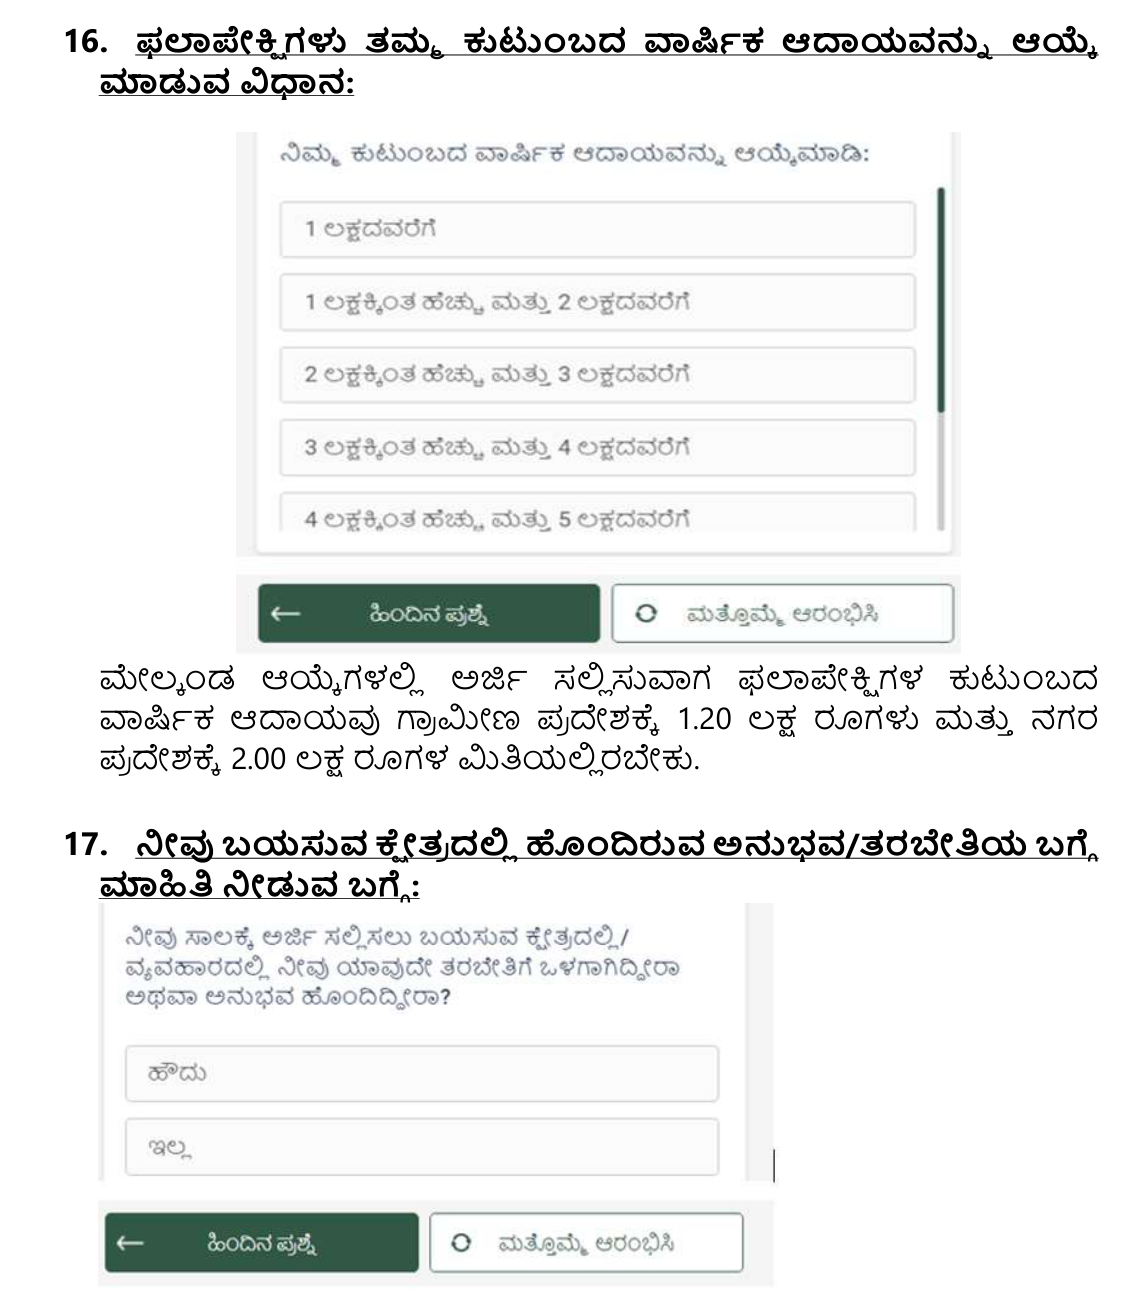 16. ಫಲಾಪೇಕ್ಷಿಗಳು ತಮ್ಮ ಕುಟುಂಬದ ವಾರ್ಷಿಕ ಆದಾಯವನ್ನು ಆಯ್ಕೆ
ಮಾಡುವ ವಿಧಾನ:
ನಿಮ್ಮ ಕುಟುಂಬದ ವಾರ್ಷಿಕ ಆದಾಯವನ್ನು ಆಯ್ಕೆಮಾಡಿ:
1 ಲಕ್ಷದವರೆಗೆ
1 ಲಕ್ಷಕ್ಕಿಂತ ಹೆಚ್ಚು ಮತ್ತು 2 ಲಕ್ಷದವರೆಗೆ
2 ಲಕ್ಷಕ್ಕಿಂತ ಹೆಚ್ಚು ಮತ್ತು 3 ಲಕ್ಷದವರೆಗೆ
3 ಲಕ್ಷಕ್ಕಿಂತ ಹೆಚ್ಚು ಮತ್ತು 4 ಲಕ್ಷದವರೆಗೆ
4 ಲಕ್ಷಕ್ಕಿಂತ ಹೆಚ್ಚು ಮತ್ತು 5 ಲಕ್ಷದವರೆಗೆ
← ಹಿಂದಿನ ಪ್ರಶ್ನೆ ಮತ್ತೊಮ್ಮೆ ಆರಂಭಿಸಿ
ಮೇಲ್ಕಂಡ ಆಯ್ಕೆಗಳಲ್ಲಿ ಅರ್ಜಿ ಸಲ್ಲಿಸುವಾಗ ಫಲಾಪೇಕ್ಷಿಗಳ ಕುಟುಂಬದ
ವಾರ್ಷಿಕ ಆದಾಯವು ಗ್ರಾಮೀಣ ಪ್ರದೇಶಕ್ಕೆ 1.20 ಲಕ್ಷ ರೂಗಳು ಮತ್ತು ನಗರ
ಪ್ರದೇಶಕ್ಕೆ 2.00 ಲಕ್ಷ ರೂಗಳ ಮಿತಿಯಲ್ಲಿರಬೇಕು.
17. ನೀವು ಬಯಸುವ ಕ್ಷೇತ್ರದಲ್ಲಿ ಹೊಂದಿರುವ ಅನುಭವ/ತರಬೇತಿಯ ಬಗ್ಗೆ
ಮಾಹಿತಿ ನೀಡುವ ಬಗ್ಗೆ:
ನೀವು ಸಾಲಕ್ಕೆ ಅರ್ಜಿ ಸಲ್ಲಿಸಲು ಬಯಸುವ ಕ್ಷೇತ್ರದಲ್ಲಿ/
ವ್ಯವಹಾರದಲ್ಲಿ ನೀವು ಯಾವುದೇ ತರಬೇತಿಗೆ ಒಳಗಾಗಿದ್ದೀರಾ
ಅಥವಾ ಅನುಭವ ಹೊಂದಿದ್ದೀರಾ?
ಹೌದು
ಇಲ್ಲ
← ಹಿಂದಿನ ಪ್ರಶ್ನೆ ಮತ್ತೊಮ್ಮೆ ಆರಂಭಿಸಿ